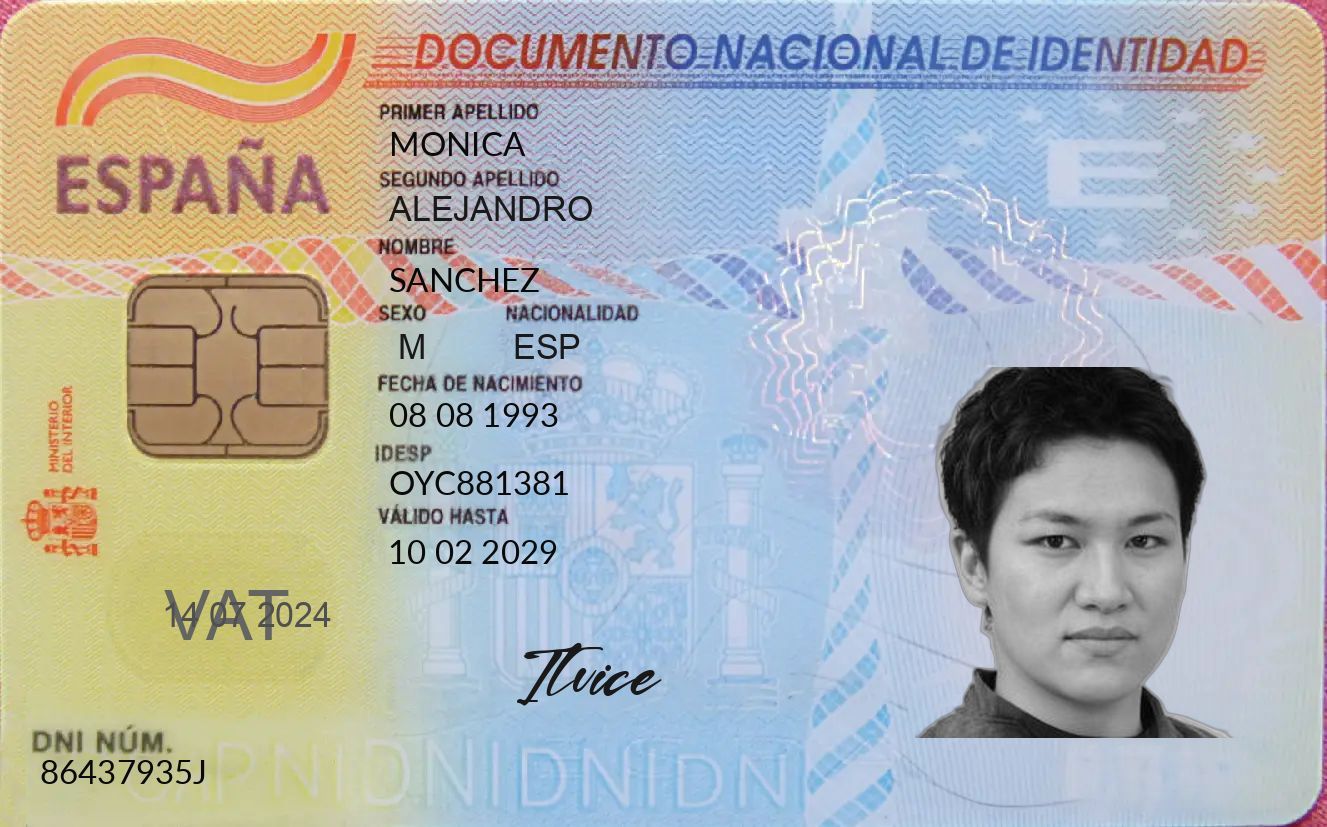 DOCUMENTO NACIONAL DE IDENTIDAD
ESPAÑA
PRIMER APELLIDO
MONICA
SEGUNDO APELLIDO
ALEJANDRO
NOMBRE
SANCHEZ
SEXO NACIONALIDAD
M ESP
FECHA DE NACIMIENTO
08 08 1993
IDESP
OYC881381
VÁLIDO HASTA
10 02 2029
MINISTERIO
DEL INTERIOR
E
VAT
14 07 2024
Itvice
DNI NÚM.
86437935J
DNIDNIDNIDNI